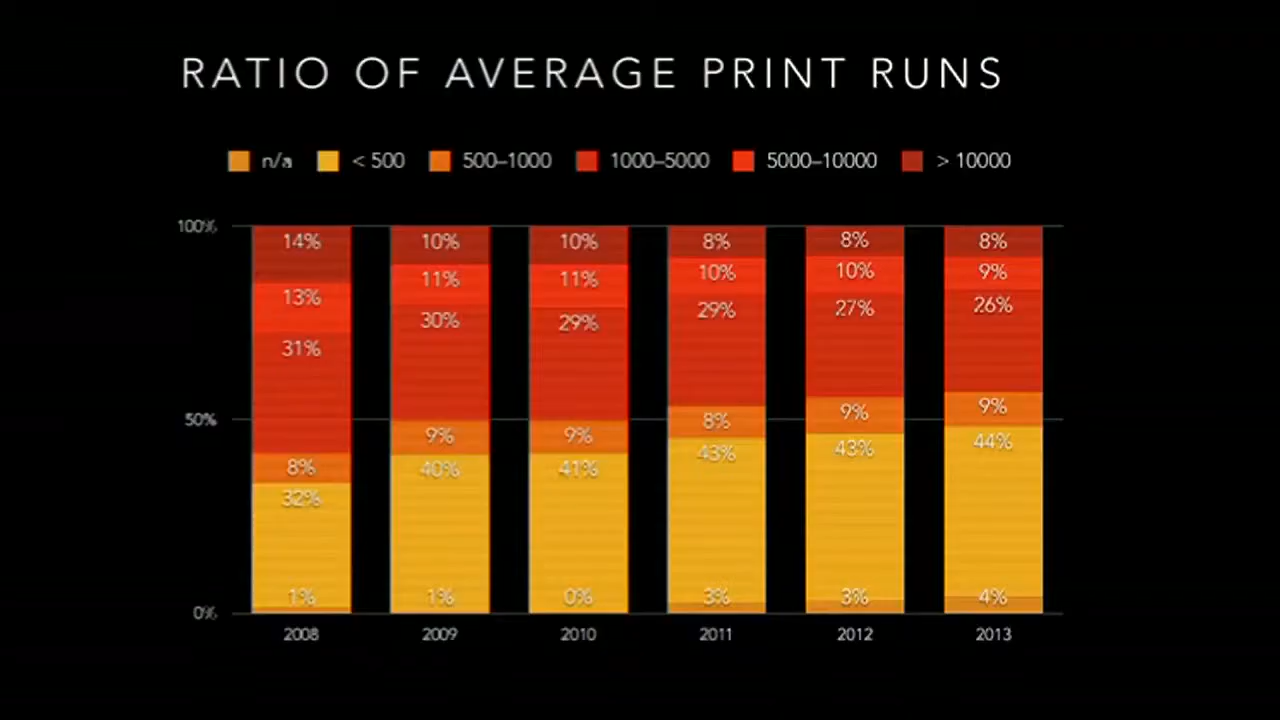 RATIO OF AVERAGE PRINT RUNS
n/a < 500 500–1000 1000–5000 5000–10000 > 10000
100%
14% 10% 10% 8% 8% 8%
13% 11% 11% 10% 10% 9%
31% 30% 29% 29% 27% 26%
50%
8% 9% 9% 8% 9% 9%
32% 40% 41% 43% 43% 44%
1% 1% 0% 3% 3% 4%
0%
2008 2009 2010 2011 2012 2013